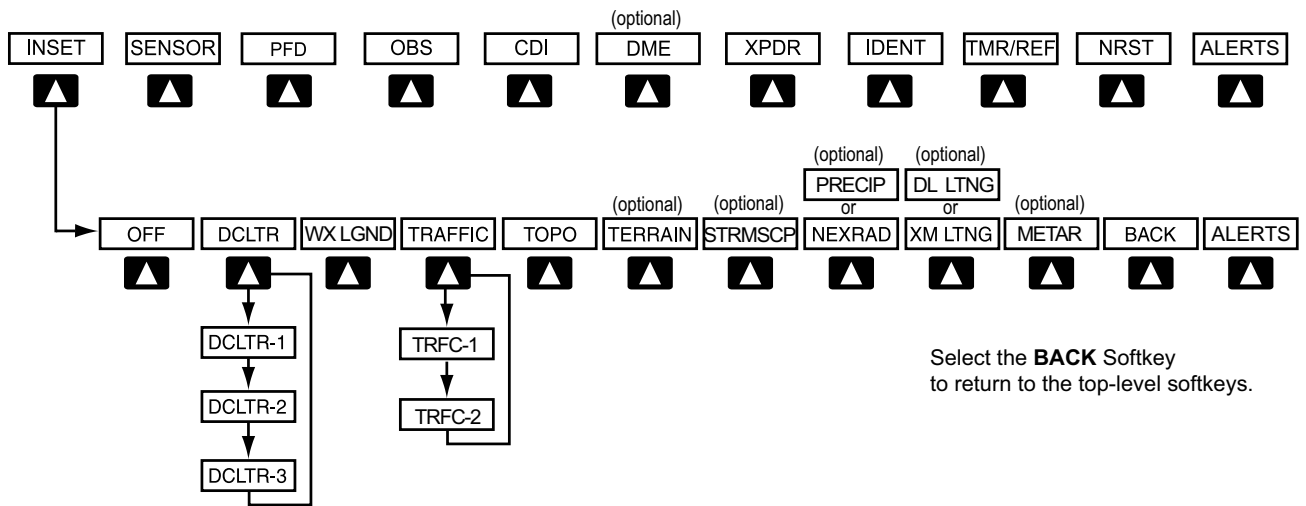 (optional)
INSET SENSOR PFD OBS CDI DME XPDR IDENT TMR/REF NRST ALERTS
(optional) (optional)
PRECIP DL LTNG
(optional) (optional) or or (optional)
OFF DCLTR WX LGND TRAFFIC TOPO TERRAIN STRMSCP NEXRAD XM LTNG METAR BACK ALERTS
DCLTR-1 TRFC-1
DCLTR-2 TRFC-2
DCLTR-3
Select the BACK Softkey
to return to the top-level softkeys.